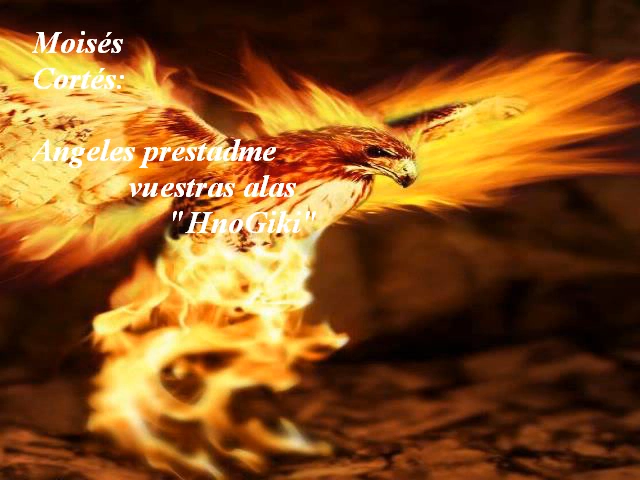 Moisés
Cortés:
Angeles prestadme
vuestras alas
"HnoGiki"